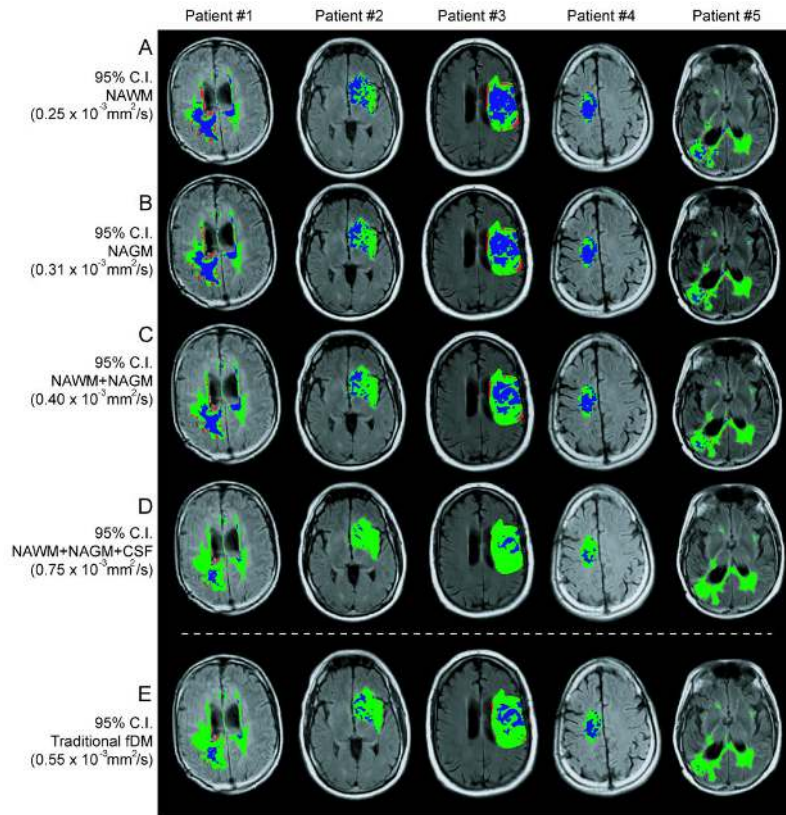 Patient #1 Patient #2 Patient #3 Patient #4 Patient #5
A
95% C.I.
NAWM
(0.25 x 10⁻³mm²/s)
B
95% C.I.
NAGM
(0.31 x 10⁻³mm²/s)
C
95% C.I.
NAWM+NAGM
(0.40 x 10⁻³mm²/s)
D
95% C.I.
NAWM+NAGM+CSF
(0.75 x 10⁻³mm²/s)
E
95% C.I.
Traditional fDM
(0.55 x 10⁻³mm²/s)